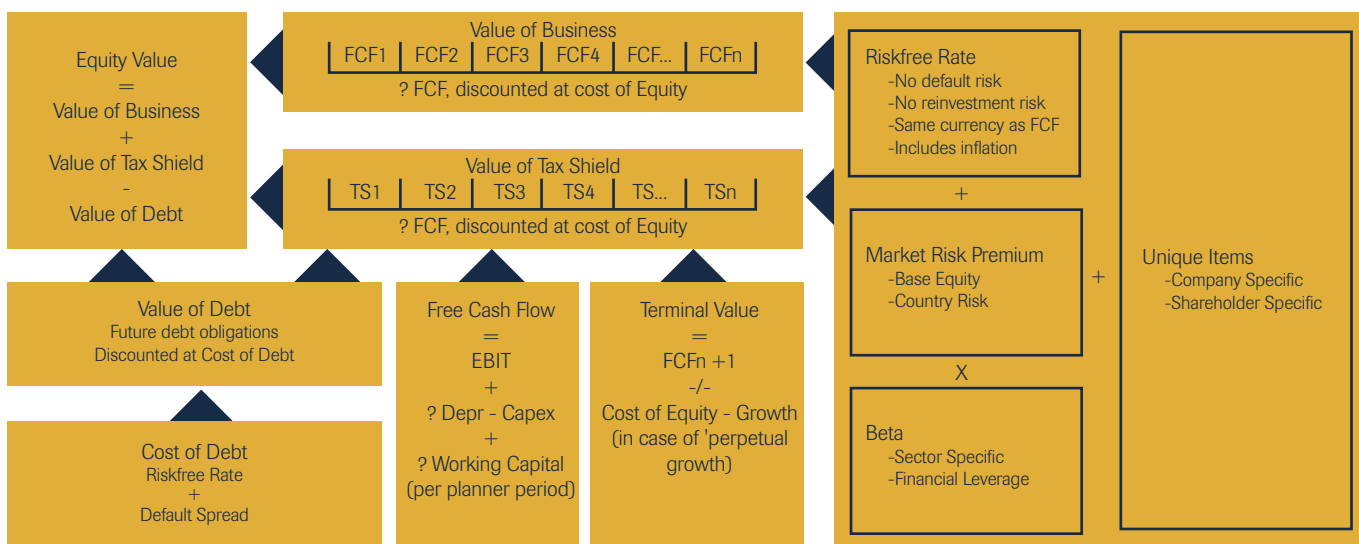 Equity Value
=
Value of Business
+
Value of Tax Shield
-
Value of Debt
Value of Business
FCF1 FCF2 FCF3 FCF4 FCF... FCFn
? FCF, discounted at cost of Equity
Value of Tax Shield
TS1 TS2 TS3 TS4 TS... TSn
? FCF, discounted at cost of Equity
Value of Debt
Future debt obligations
Discounted at Cost of Debt
Cost of Debt
Riskfree Rate
+
Default Spread
Free Cash Flow
=
EBIT
+
? Depr - Capex
+
? Working Capital
(per planner period)
Terminal Value
=
FCFn +1
-/-
Cost of Equity - Growth
(in case of 'perpetual
growth)
Riskfree Rate
-No default risk
-No reinvestment risk
-Same currency as FCF
-Includes inflation
+
Market Risk Premium
-Base Equity
-Country Risk
X
Beta
-Sector Specific
-Financial Leverage
+
Unique Items
-Company Specific
-Shareholder Specific